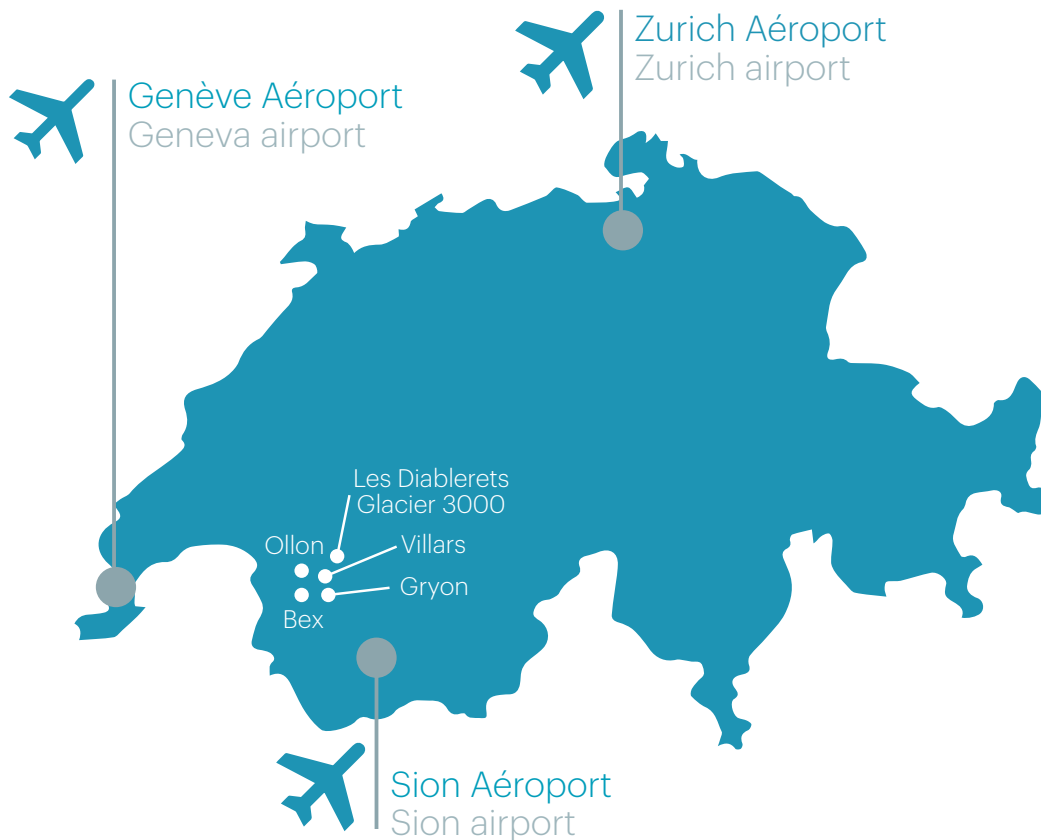 Zurich Aéroport
Zurich airport
Genève Aéroport
Geneva airport
Les Diablerets
Glacier 3000
Ollon
Villars
Gryon
Bex
Sion Aéroport
Sion airport